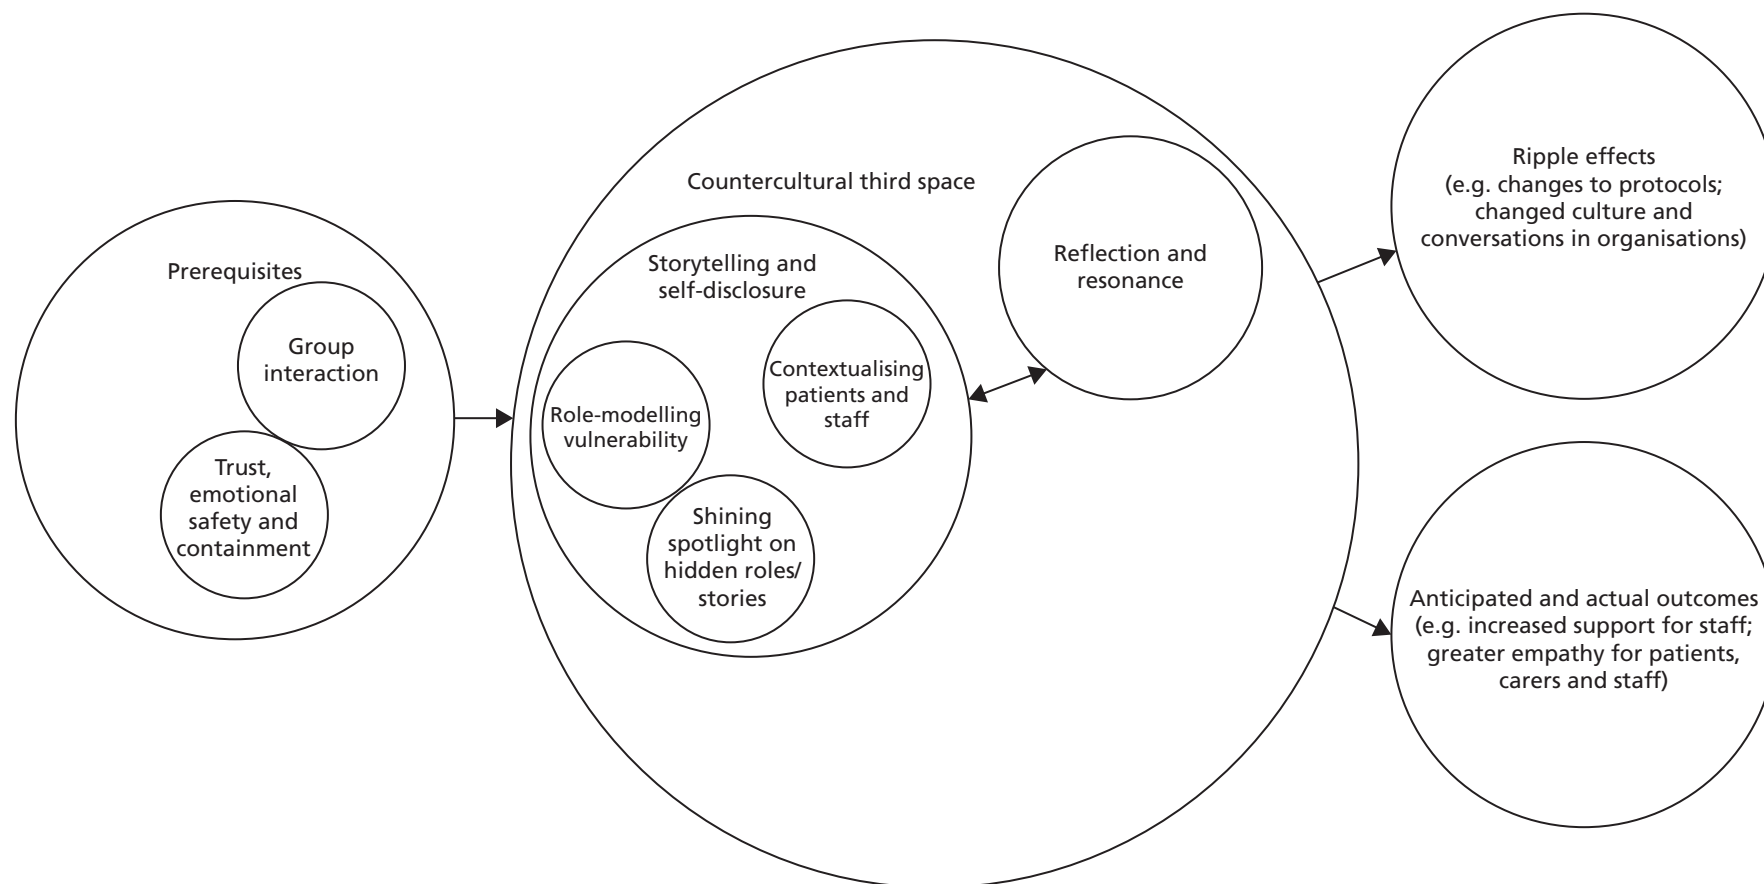 Prerequisites
Group
interaction
Trust,
emotional
safety and
containment
Countercultural third space
Storytelling and
self-disclosure
Role-modelling
vulnerability
Contextualising
patients and
staff
Shining
spotlight on
hidden roles/
stories
Reflection and
resonance
Ripple effects
(e.g. changes to protocols;
changed culture and
conversations in organisations)
Anticipated and actual outcomes
(e.g. increased support for staff;
greater empathy for patients,
carers and staff)